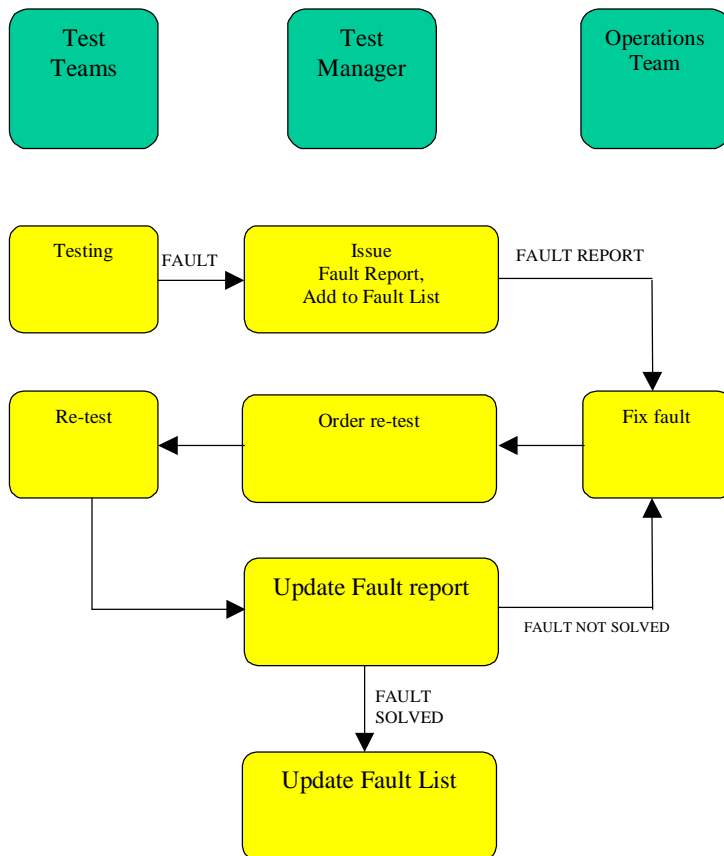 Test
Teams
Test
Manager
Operations
Team
Testing
FAULT
Issue
Fault Report,
Add to Fault List
FAULT REPORT
Re-test
Order re-test
Fix fault
Update Fault report
FAULT NOT SOLVED
FAULT
SOLVED
Update Fault List